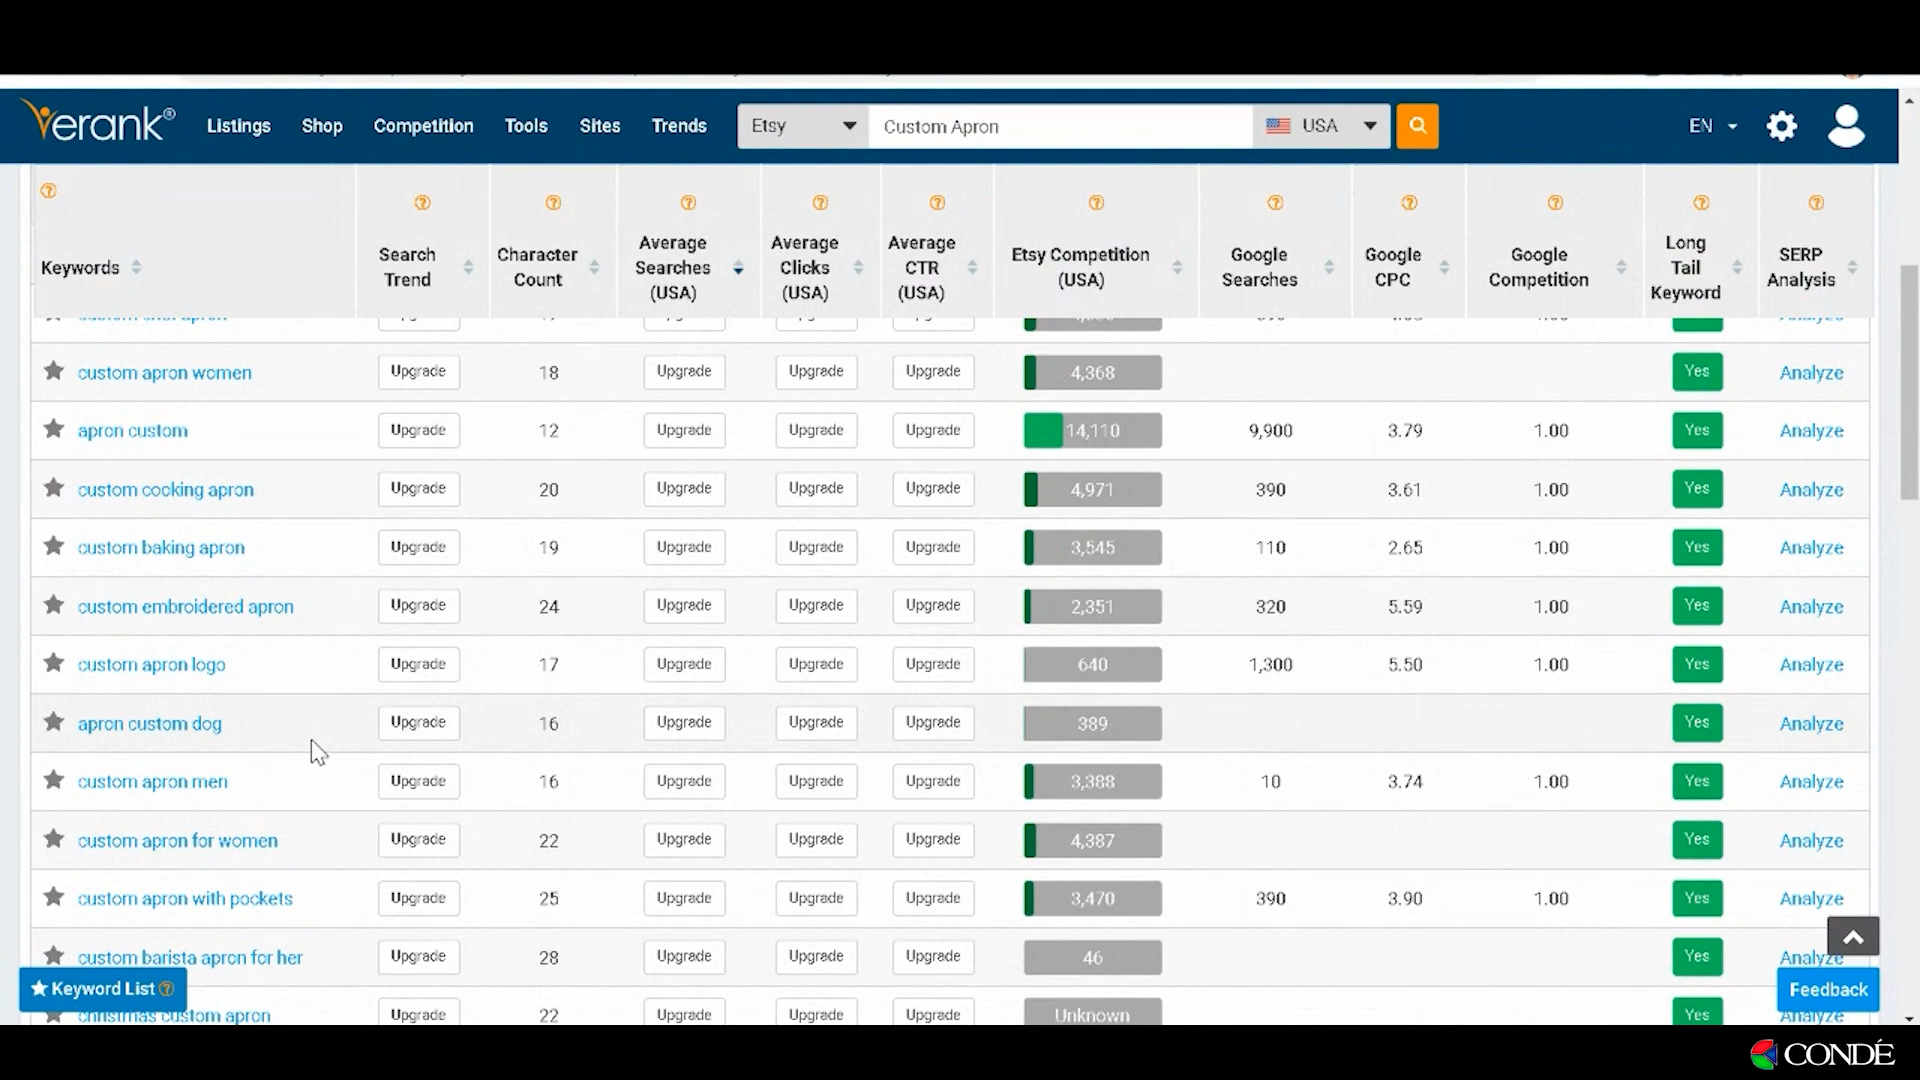 erank®
Listings Shop Competition Tools Sites Trends Etsy Custom Apron USA EN
Keywords Search Trend Character Count Average Searches (USA) Average Clicks (USA) Average CTR (USA) Etsy Competition (USA) Google Searches Google CPC Google Competition Long Tail Keyword SERP Analysis
custom apron women Upgrade 18 Upgrade Upgrade Upgrade 4,368 Yes Analyze
apron custom Upgrade 12 Upgrade Upgrade Upgrade 14,110 9,900 3.79 1.00 Yes Analyze
custom cooking apron Upgrade 20 Upgrade Upgrade Upgrade 4,971 390 3.61 1.00 Yes Analyze
custom baking apron Upgrade 19 Upgrade Upgrade Upgrade 3,545 110 2.65 1.00 Yes Analyze
custom embroidered apron Upgrade 24 Upgrade Upgrade Upgrade 2,351 320 5.59 1.00 Yes Analyze
custom apron logo Upgrade 17 Upgrade Upgrade Upgrade 640 1,300 5.50 1.00 Yes Analyze
apron custom dog Upgrade 16 Upgrade Upgrade Upgrade 389 Yes Analyze
custom apron men Upgrade 16 Upgrade Upgrade Upgrade 3,388 10 3.74 1.00 Yes Analyze
custom apron for women Upgrade 22 Upgrade Upgrade Upgrade 4,387 Yes Analyze
custom apron with pockets Upgrade 25 Upgrade Upgrade Upgrade 3,470 390 3.90 1.00 Yes Analyze
custom barista apron for her Upgrade 28 Upgrade Upgrade Upgrade 46 Yes Analyze
Keyword List Feedback
christmas custom apron Upgrade 22 Upgrade Upgrade Upgrade Unknown Yes Analyze
CONDÉ